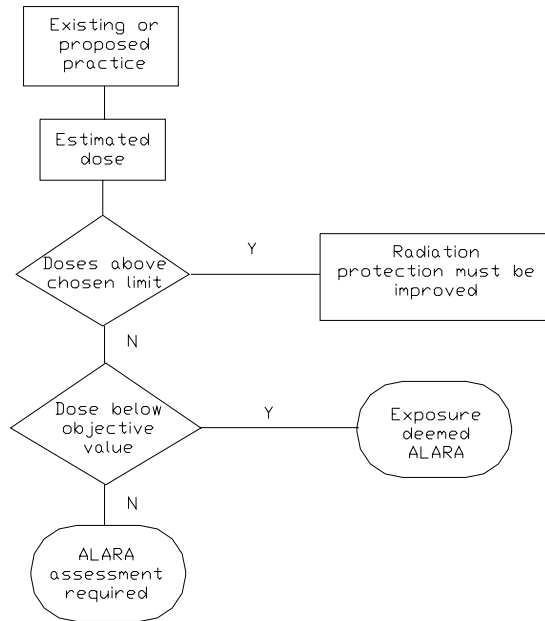 Existing or
proposed
practice
Estimated
dose
Doses above
chosen limit
Y
Radiation
protection must be
improved
N
Dose below
objective
value
Y
Exposure
deemed
ALARA
N
ALARA
assessment
required